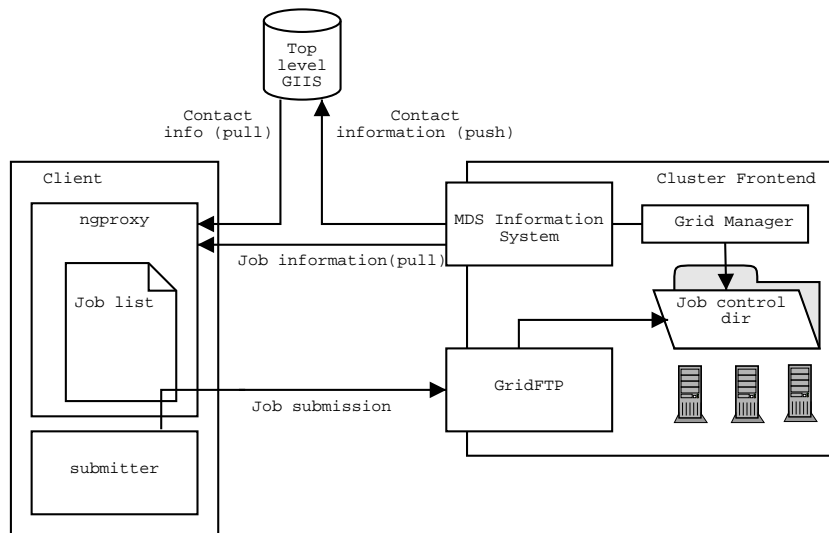 Top
level
GIIS
Contact
info (pull)
Contact
information (push)
Client
Cluster Frontend
ngproxy
MDS Information
System
Grid Manager
Job information(pull)
Job list
Job control
dir
GridFTP
Job submission
submitter